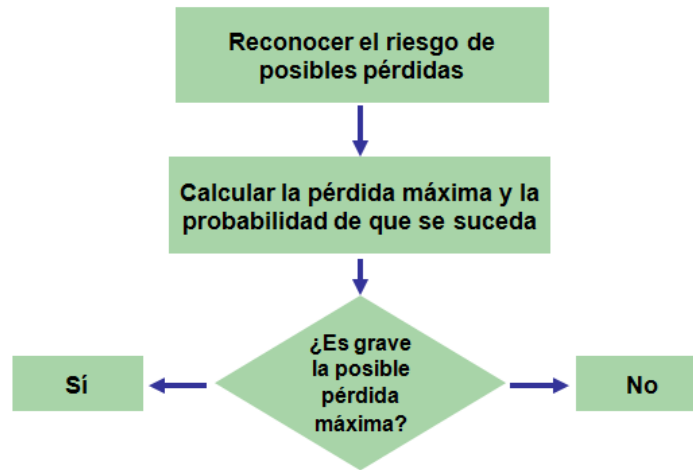 Reconocer el riesgo de
posibles pérdidas
Calcular la pérdida máxima y la
probabilidad de que se suceda
¿Es grave
la posible
pérdida
máxima?
Sí
No